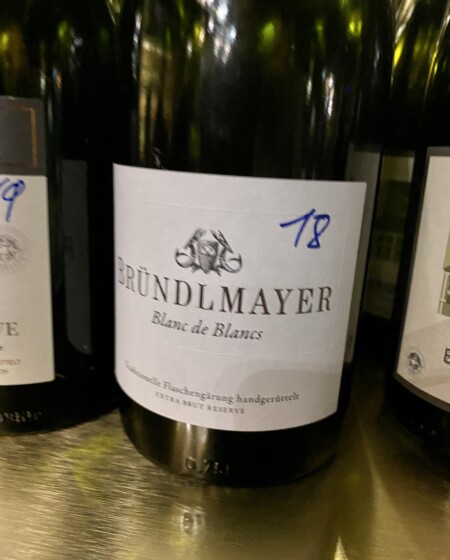 18
BRÜNDLMAYER
Blanc de Blancs
Traditionelle Flaschengärung handgerüttelt
EXTRA BRUT RESERVE